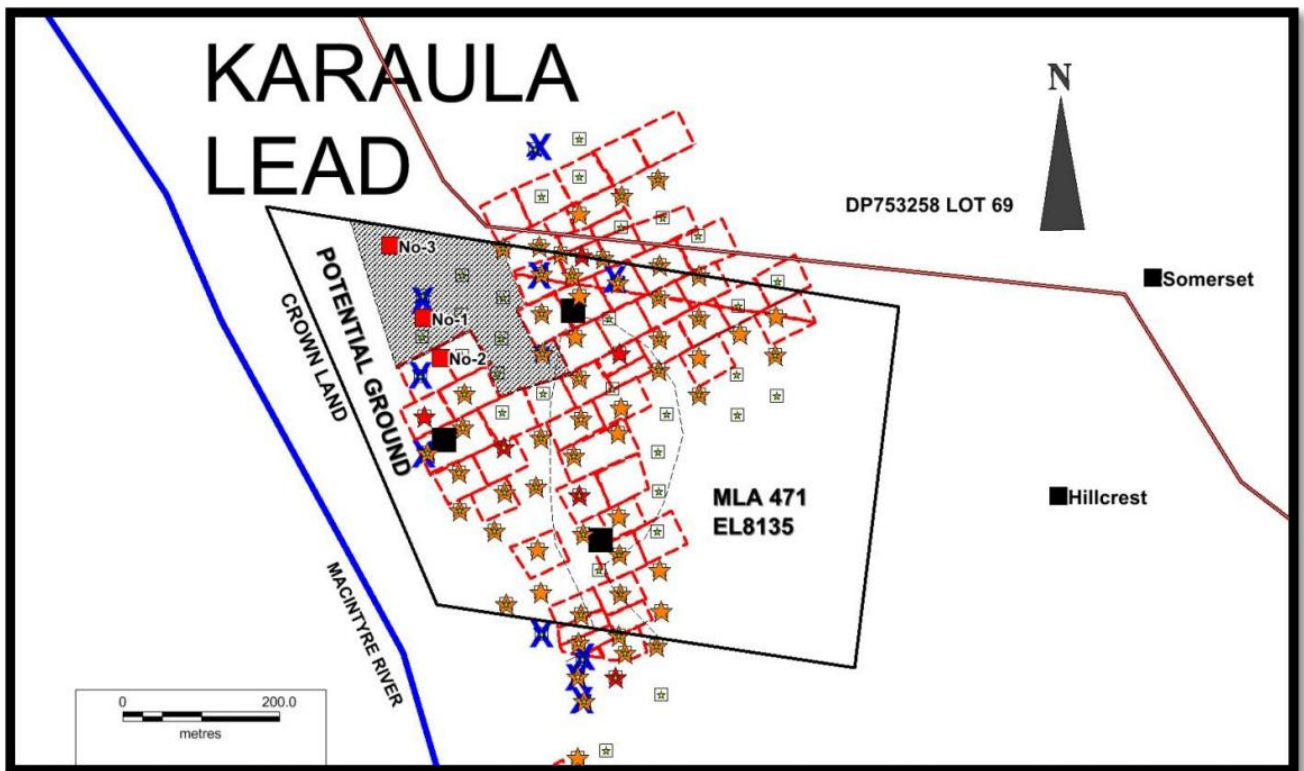 KARAULA
LEAD
N
DP753258 LOT 69
No-3
Somerset
POTENTIAL GROUND
No-1
CROWN LAND
No-2
MLA 471
EL8135
Hillcrest
MACINTYRE RIVER
0 200.0
metres